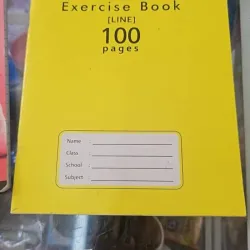 Exercise Book
[LINE]
100
pages
Name :
Class :
School :
Subject :